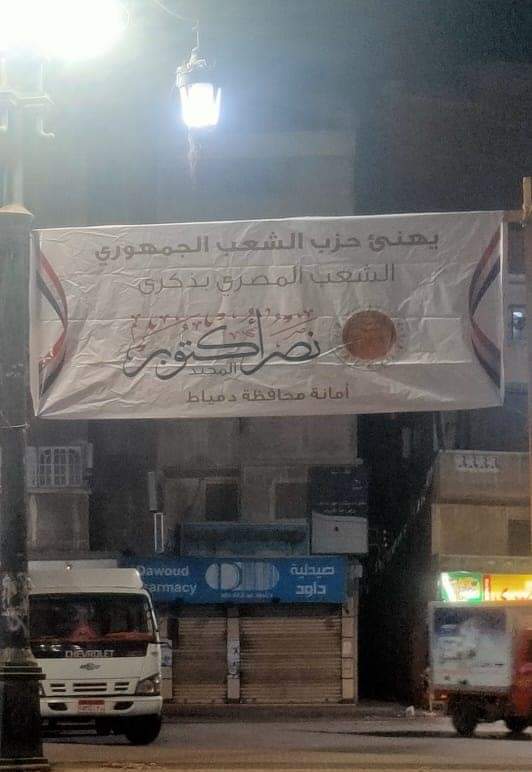 يهنئ حزب الشعب الجمهوري
الشعب المصري بذكرى
نصر أكتوبر
المجيد
أمانة محافظة دمياط
Dawoud
Pharmacy
صيدلية
داود
CHEVROLET